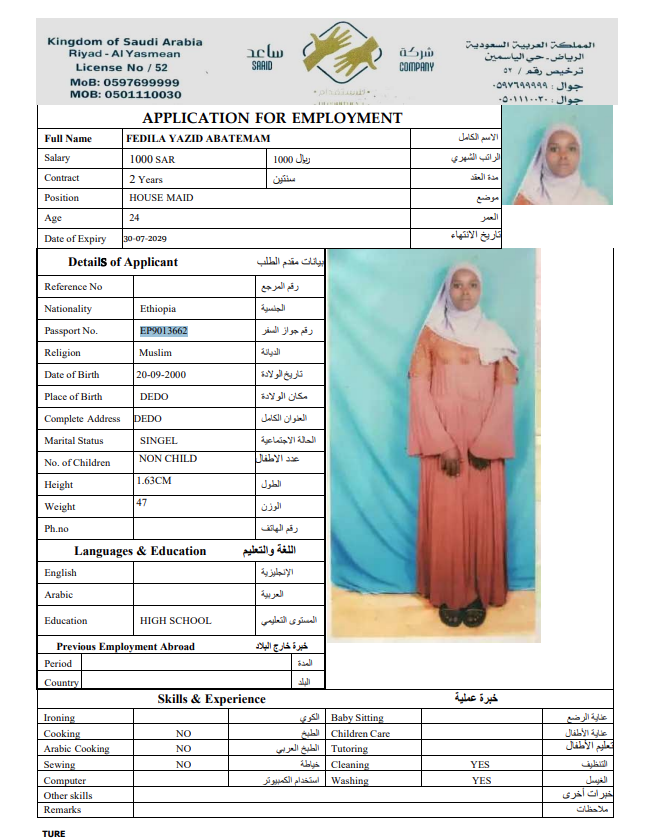 Kingdom of Saudi Arabia
Riyad - Al Yasmean
License No / 52
MoB: 0597699999
MOB: 0501110030
ساعد
SAAID
شركة
COMPANY
للإستقدام
المملكة العربية السعودية
الرياض - حي الياسمين
ترخيص رقم / ٥٢
جوال : ٠٥٩٧٦٩٩٩٩٩
جوال : ٠٥٠١١١٠٠٣٠
APPLICATION FOR EMPLOYMENT
Full Name FEDILA YAZID ABATEMAM الاسم الكامل
Salary 1000 SAR 1000 ريال الراتب الشهري
Contract 2 Years سنتين مدة العقد
Position HOUSE MAID موضع
Age 24 العمر
Date of Expiry 30-07-2029 تاريخ الانتهاء
Details of Applicant بيانات مقدم الطلب
Reference No رقم المرجع
Nationality Ethiopia الجنسية
Passport No. EP9013662 رقم جواز السفر
Religion Muslim الديانة
Date of Birth 20-09-2000 تاريخ الولادة
Place of Birth DEDO مكان الولادة
Complete Address DEDO العنوان الكامل
Marital Status SINGEL الحالة الاجتماعية
No. of Children NON CHILD عدد الاطفال
Height 1.63CM الطول
Weight 47 الوزن
Ph.no رقم الهاتف
Languages & Education اللغة والتعليم
English الإنجليزية
Arabic العربية
Education HIGH SCHOOL المستوى التعليمي
Previous Employment Abroad خبرة خارج البلاد
Period المدة
Country البلد
Skills & Experience خبرة عملية
Ironing الكوي Baby Sitting عناية الرضع
Cooking NO الطبخ Children Care عناية الأطفال
Arabic Cooking NO الطبخ العربي Tutoring تعليم الأطفال
Sewing NO خياطة Cleaning YES التنظيف
Computer استخدام الكمبيوتر Washing YES الغسيل
Other skills خبرات أخرى
Remarks ملاحظات
TURE